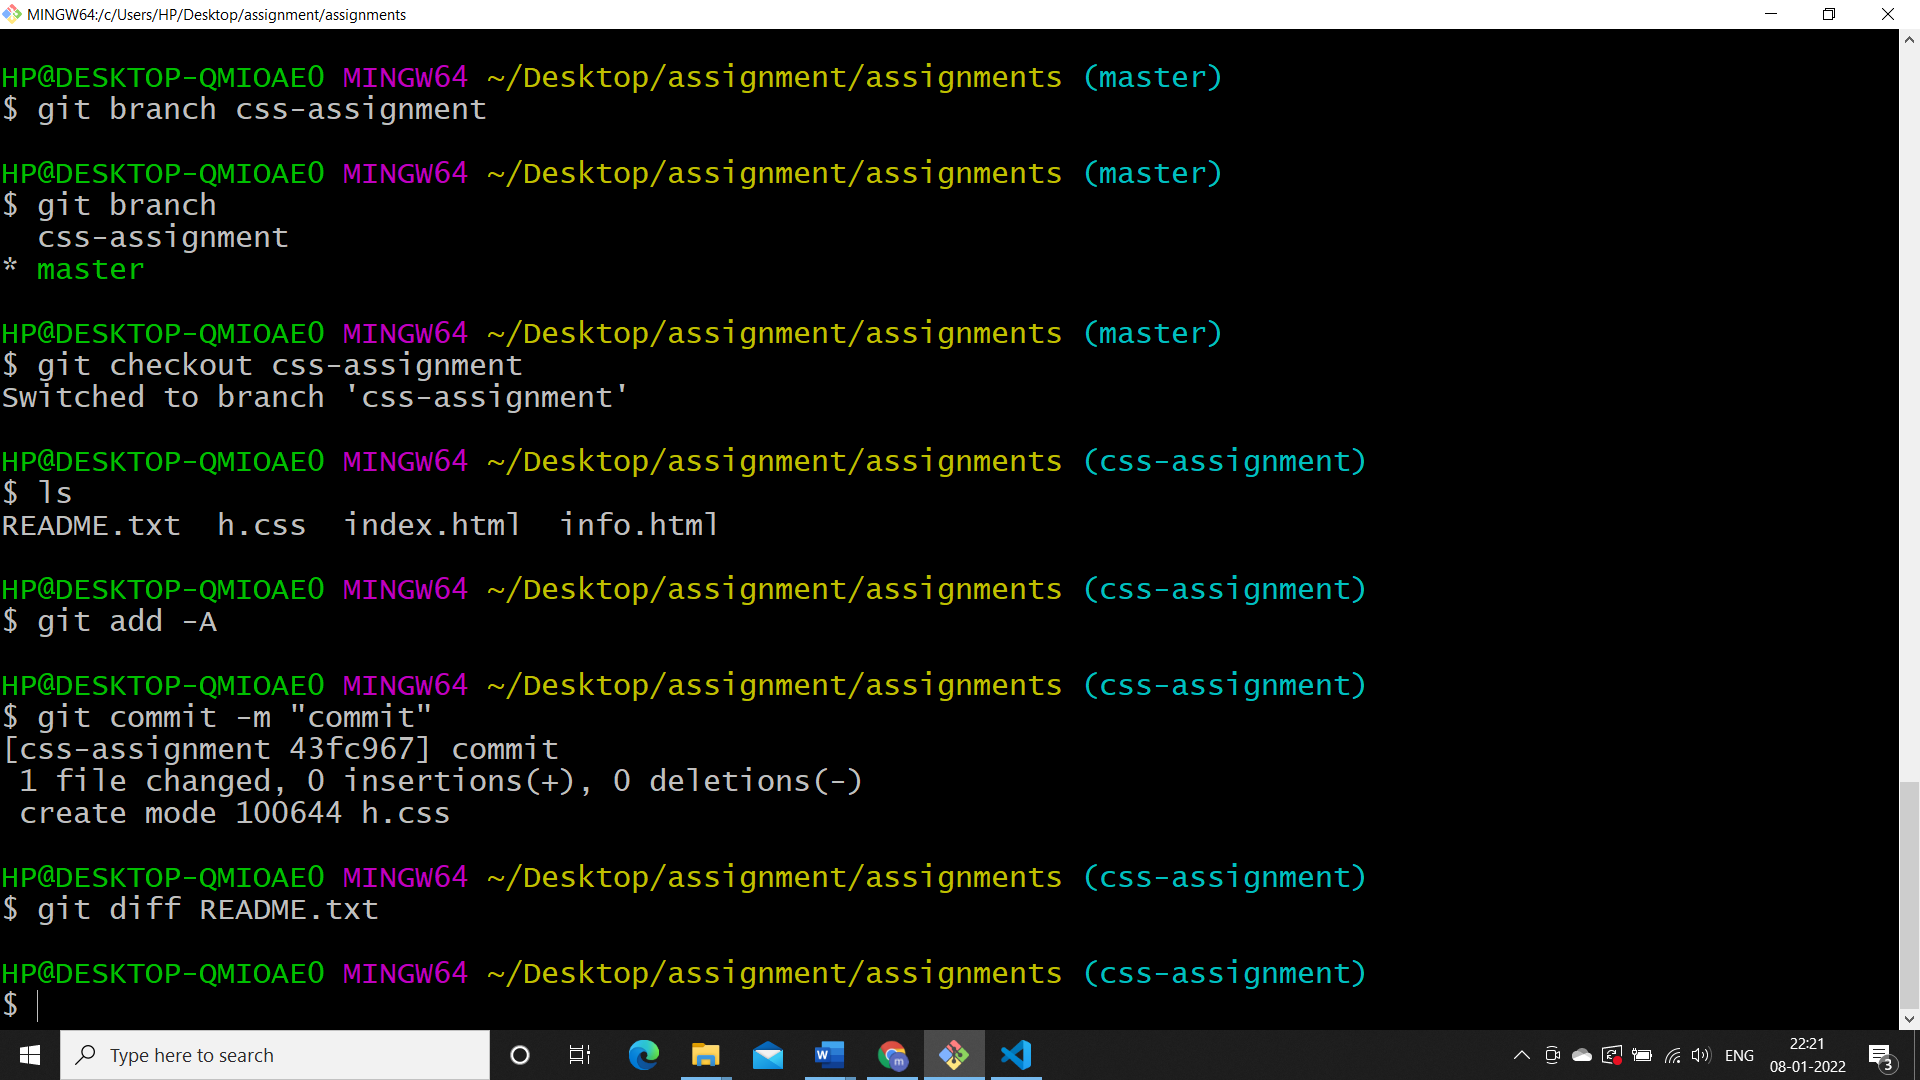 MINGW64:/c/Users/HP/Desktop/assignment/assignments
HP@DESKTOP-QMIOAEO MINGW64 ~/Desktop/assignment/assignments (master)
$ git branch css-assignment
HP@DESKTOP-QMIOAEO MINGW64 ~/Desktop/assignment/assignments (master)
$ git branch
css-assignment
* master
HP@DESKTOP-QMIOAEO MINGW64 ~/Desktop/assignment/assignments (master)
$ git checkout css-assignment
Switched to branch 'css-assignment'
HP@DESKTOP-QMIOAEO MINGW64 ~/Desktop/assignment/assignments (css-assignment)
$ ls
README.txt  h.css  index.html  info.html
HP@DESKTOP-QMIOAEO MINGW64 ~/Desktop/assignment/assignments (css-assignment)
$ git add -A
HP@DESKTOP-QMIOAEO MINGW64 ~/Desktop/assignment/assignments (css-assignment)
$ git commit -m "commit"
[css-assignment 43fc967] commit
1 file changed, 0 insertions(+), 0 deletions(-)
create mode 100644 h.css
HP@DESKTOP-QMIOAEO MINGW64 ~/Desktop/assignment/assignments (css-assignment)
$ git diff README.txt
HP@DESKTOP-QMIOAEO MINGW64 ~/Desktop/assignment/assignments (css-assignment)
$
Type here to search
ENG
22:21
08-01-2022
3